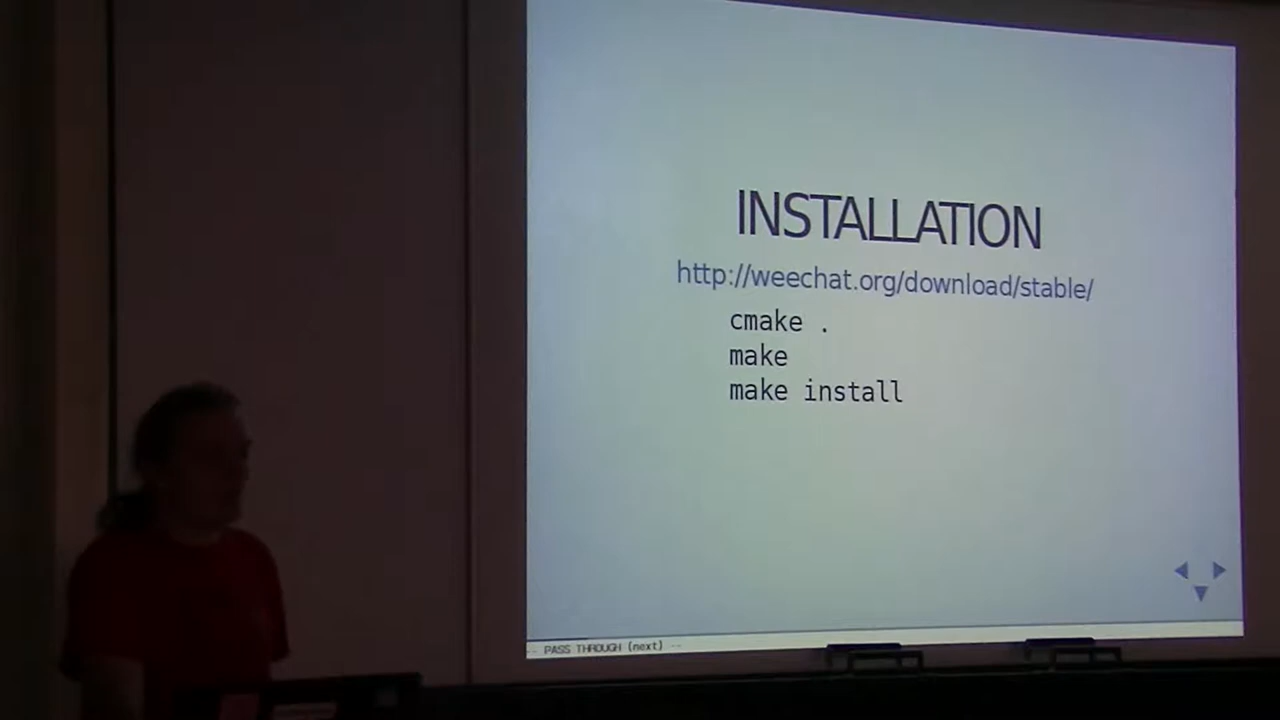 INSTALLATION
http://weechat.org/download/stable/
cmake .
make
make install
-- PASS THROUGH (next) --